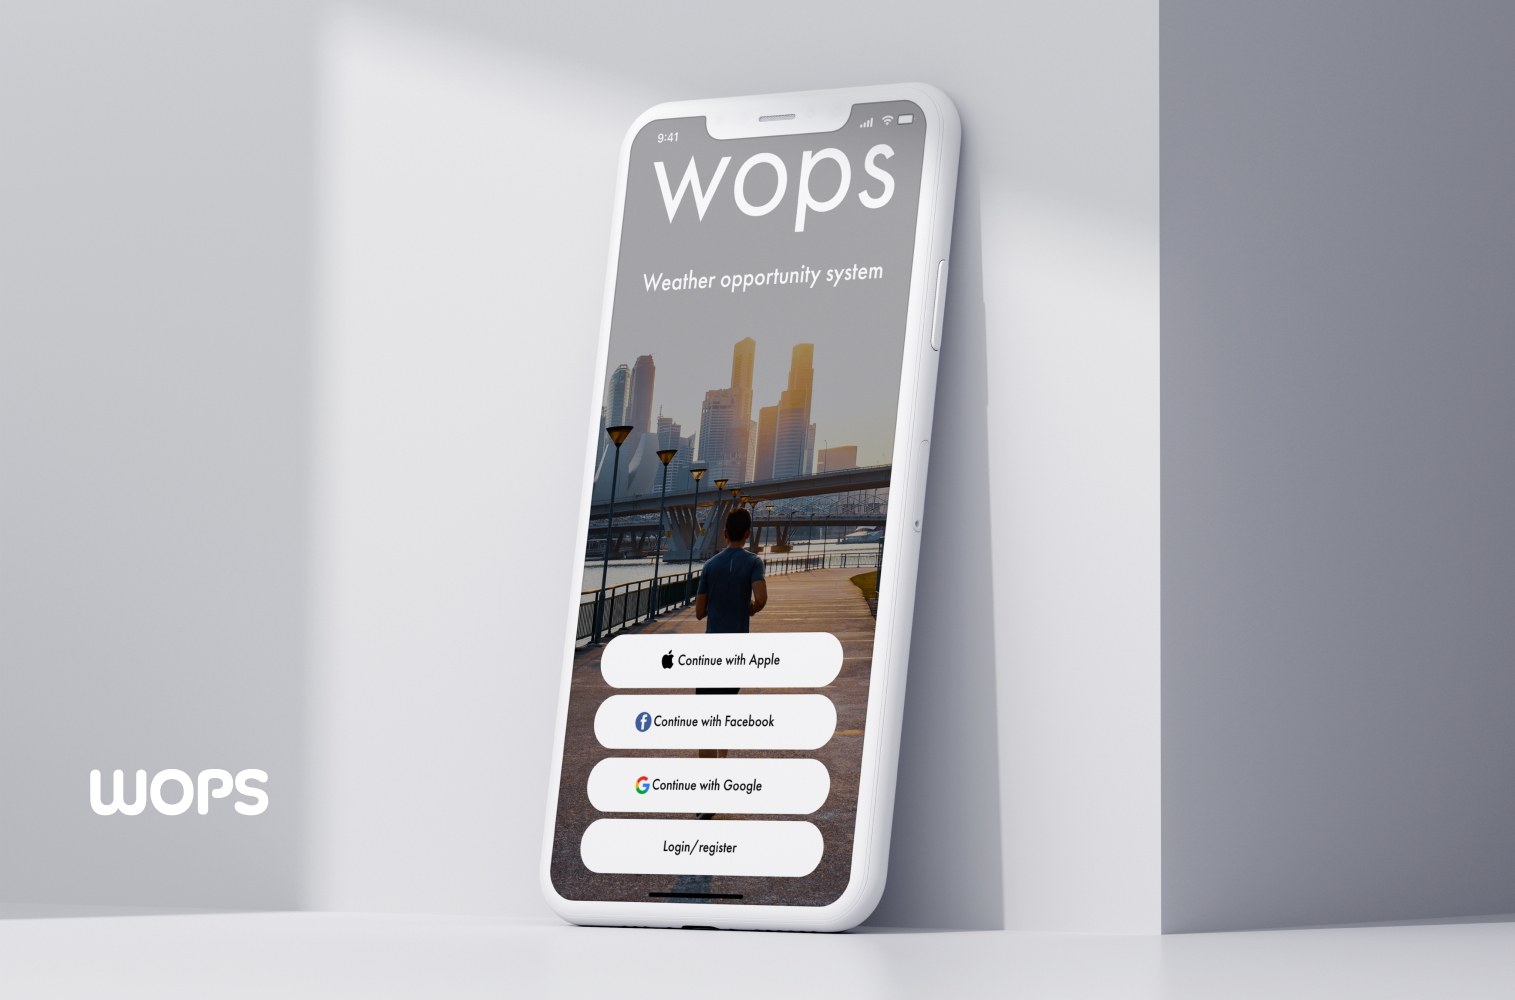 9:41
wops
Weather opportunity system
Continue with Apple
Continue with Facebook
Continue with Google
Login/register
WOPS